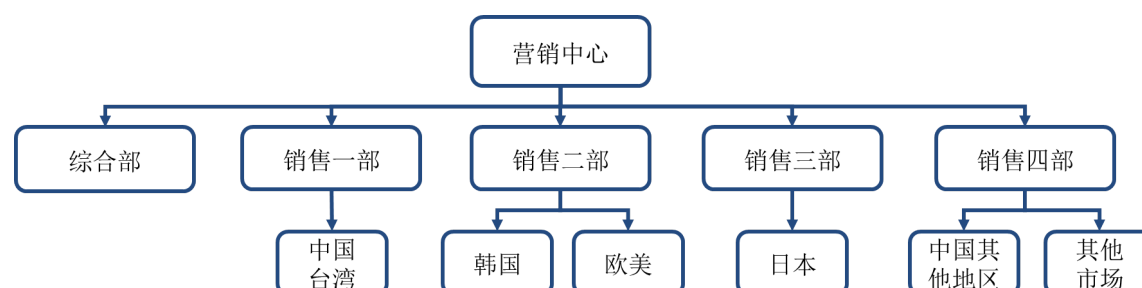 营销中心
综合部
销售一部
销售二部
销售三部
销售四部
中国
台湾
韩国
欧美
日本
中国其
他地区
其他
市场